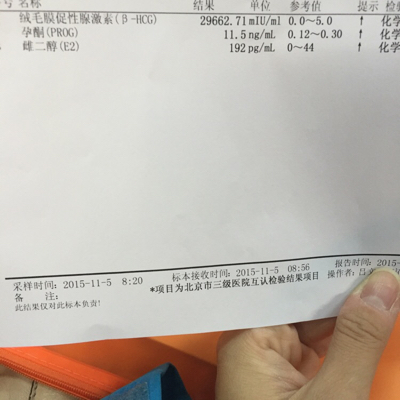 号 名称 结果 单位 参考值 提示 检验
绒毛膜促性腺激素(β-HCG) 29662.71 mIU/ml 0.0~5.0 ↑ 化学
孕酮(PROG) 11.5 ng/mL 0.12~0.30 ↑ 化学
雌二醇(E2) 192 pg/mL 0~44 ↑ 化学
采样时间:2015-11-5 8:20 标本接收时间:2015-11-5 08:56 报告时间:2015-
备 注: *项目为北京市三级医院互认检验结果项目 操作者:吕
此结果仅对此标本负责!